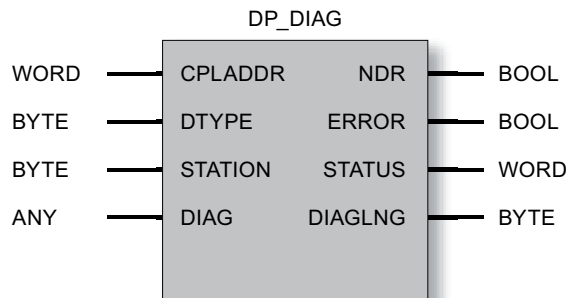 DP_DIAG
WORD CPLADDR NDR BOOL
BYTE DTYPE ERROR BOOL
BYTE STATION STATUS WORD
ANY DIAG DIAGLNG BYTE